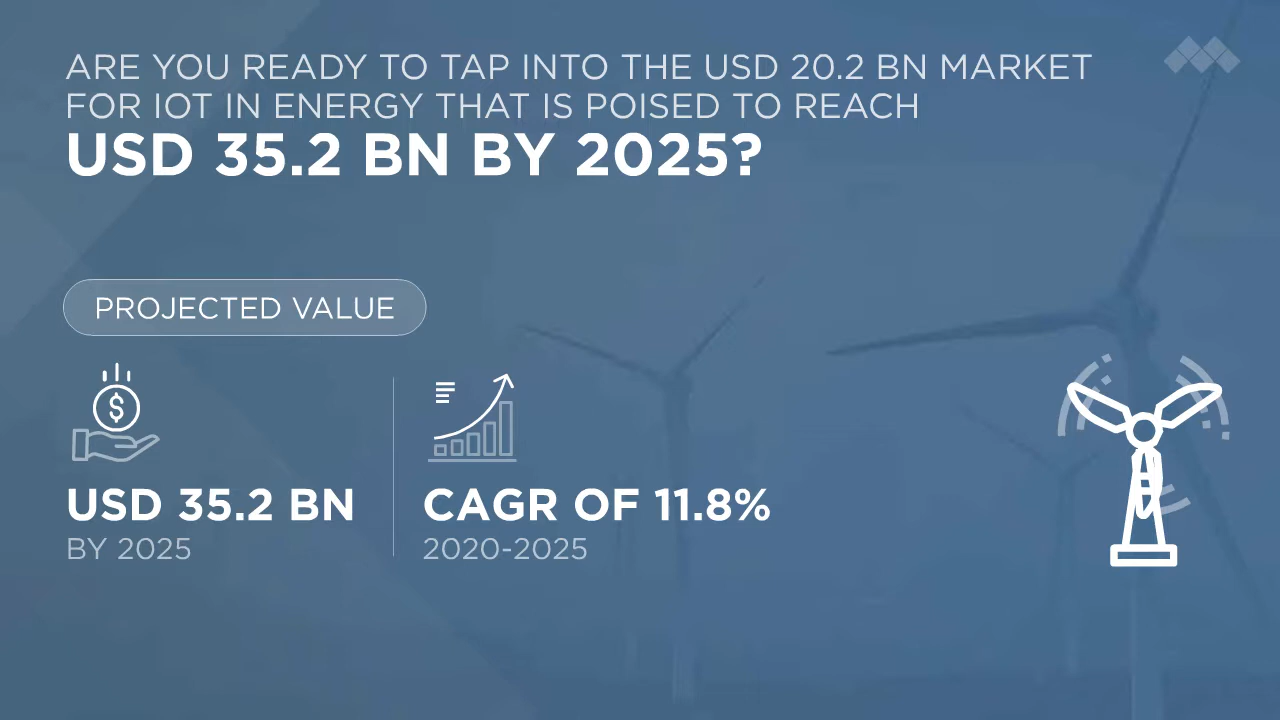 ARE YOU READY TO TAP INTO THE USD 20.2 BN MARKET
FOR IOT IN ENERGY THAT IS POISED TO REACH
USD 35.2 BN BY 2025?
PROJECTED VALUE
$
USD 35.2 BN
BY 2025
CAGR OF 11.8%
2020-2025